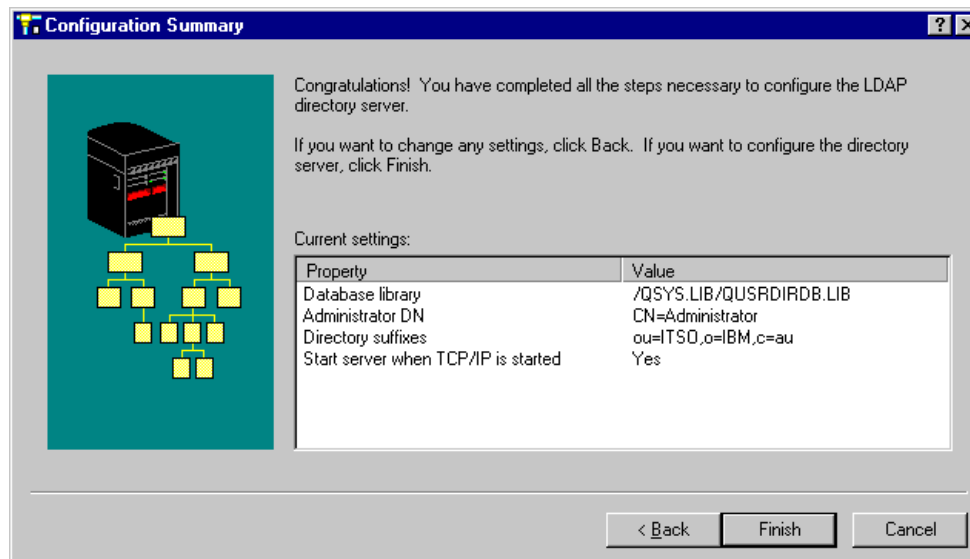 Configuration Summary
Congratulations! You have completed all the steps necessary to configure the LDAP
directory server.
If you want to change any settings, click Back. If you want to configure the directory
server, click Finish.
Current settings:
Property Value
Database library /QSYS.LIB/QUSRDIRDB.LIB
Administrator DN CN=Administrator
Directory suffixes ou=ITSO,o=IBM,c=au
Start server when TCP/IP is started Yes
< Back Finish Cancel